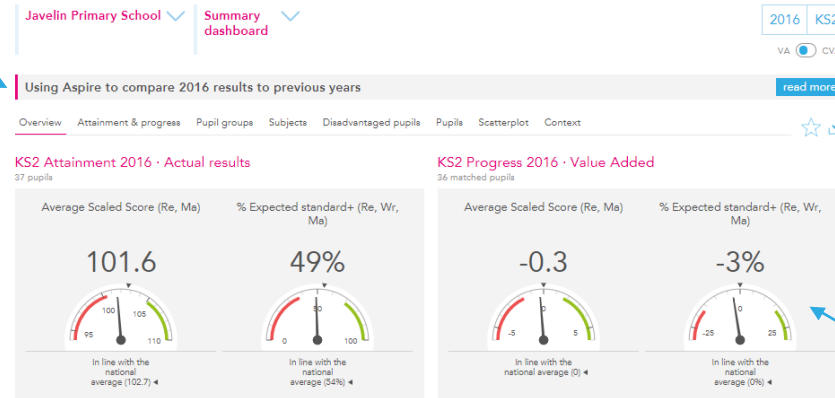 Javelin Primary School
Summary
dashboard
2016 KS2
VA
Using Aspire to compare 2016 results to previous years
read more
Overview Attainment & progress Pupil groups Subjects Disadvantaged pupils Pupils Scatterplot Context
KS2 Attainment 2016 · Actual results
37 pupils
KS2 Progress 2016 · Value Added
36 matched pupils
Average Scaled Score (Re, Ma)
% Expected standard+ (Re, Wr,
Ma)
Average Scaled Score (Re, Ma)
% Expected standard+ (Re, Wr,
Ma)
101.6
49%
-0.3
-3%
95 100 105 110
0 50 100
-5 0 5
-25 0 25
In line with the
national
average (102.7)
In line with the
national
average (54%)
In line with the
national average (0)
In line with the
national
average (0%)